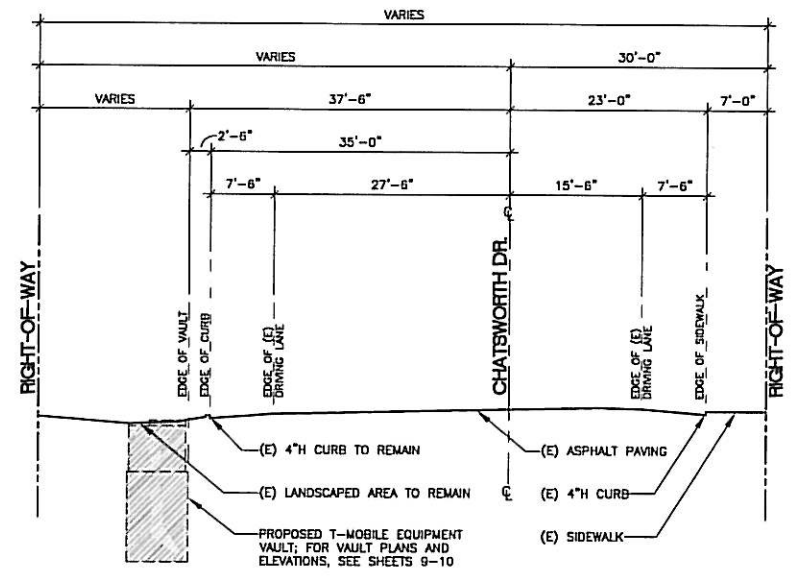 VARIES
VARIES
30'-0"
VARIES
37'-6"
23'-0"
7'-0"
2'-6"
35'-0"
7'-6"
27'-6"
15'-6"
7'-6"
RIGHT-OF-WAY
EDGE OF VAULT
EDGE OF CURB
EDGE OF (E)
DRIVING LANE
℄
CHATSWORTH DR.
EDGE OF (E)
DRIVING LANE
EDGE OF SIDEWALK
RIGHT-OF-WAY
(E) 4"H CURB TO REMAIN
(E) ASPHALT PAVING
(E) LANDSCAPED AREA TO REMAIN
℄
(E) 4"H CURB
PROPOSED T-MOBILE EQUIPMENT
VAULT; FOR VAULT PLANS AND
ELEVATIONS, SEE SHEETS 9-10
(E) SIDEWALK